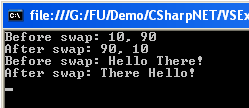 file:///G:/FU/Demo/CSharpNET/VSEx
Before swap: 10, 90
After swap: 90, 10
Before swap: Hello There!
After swap: There Hello!